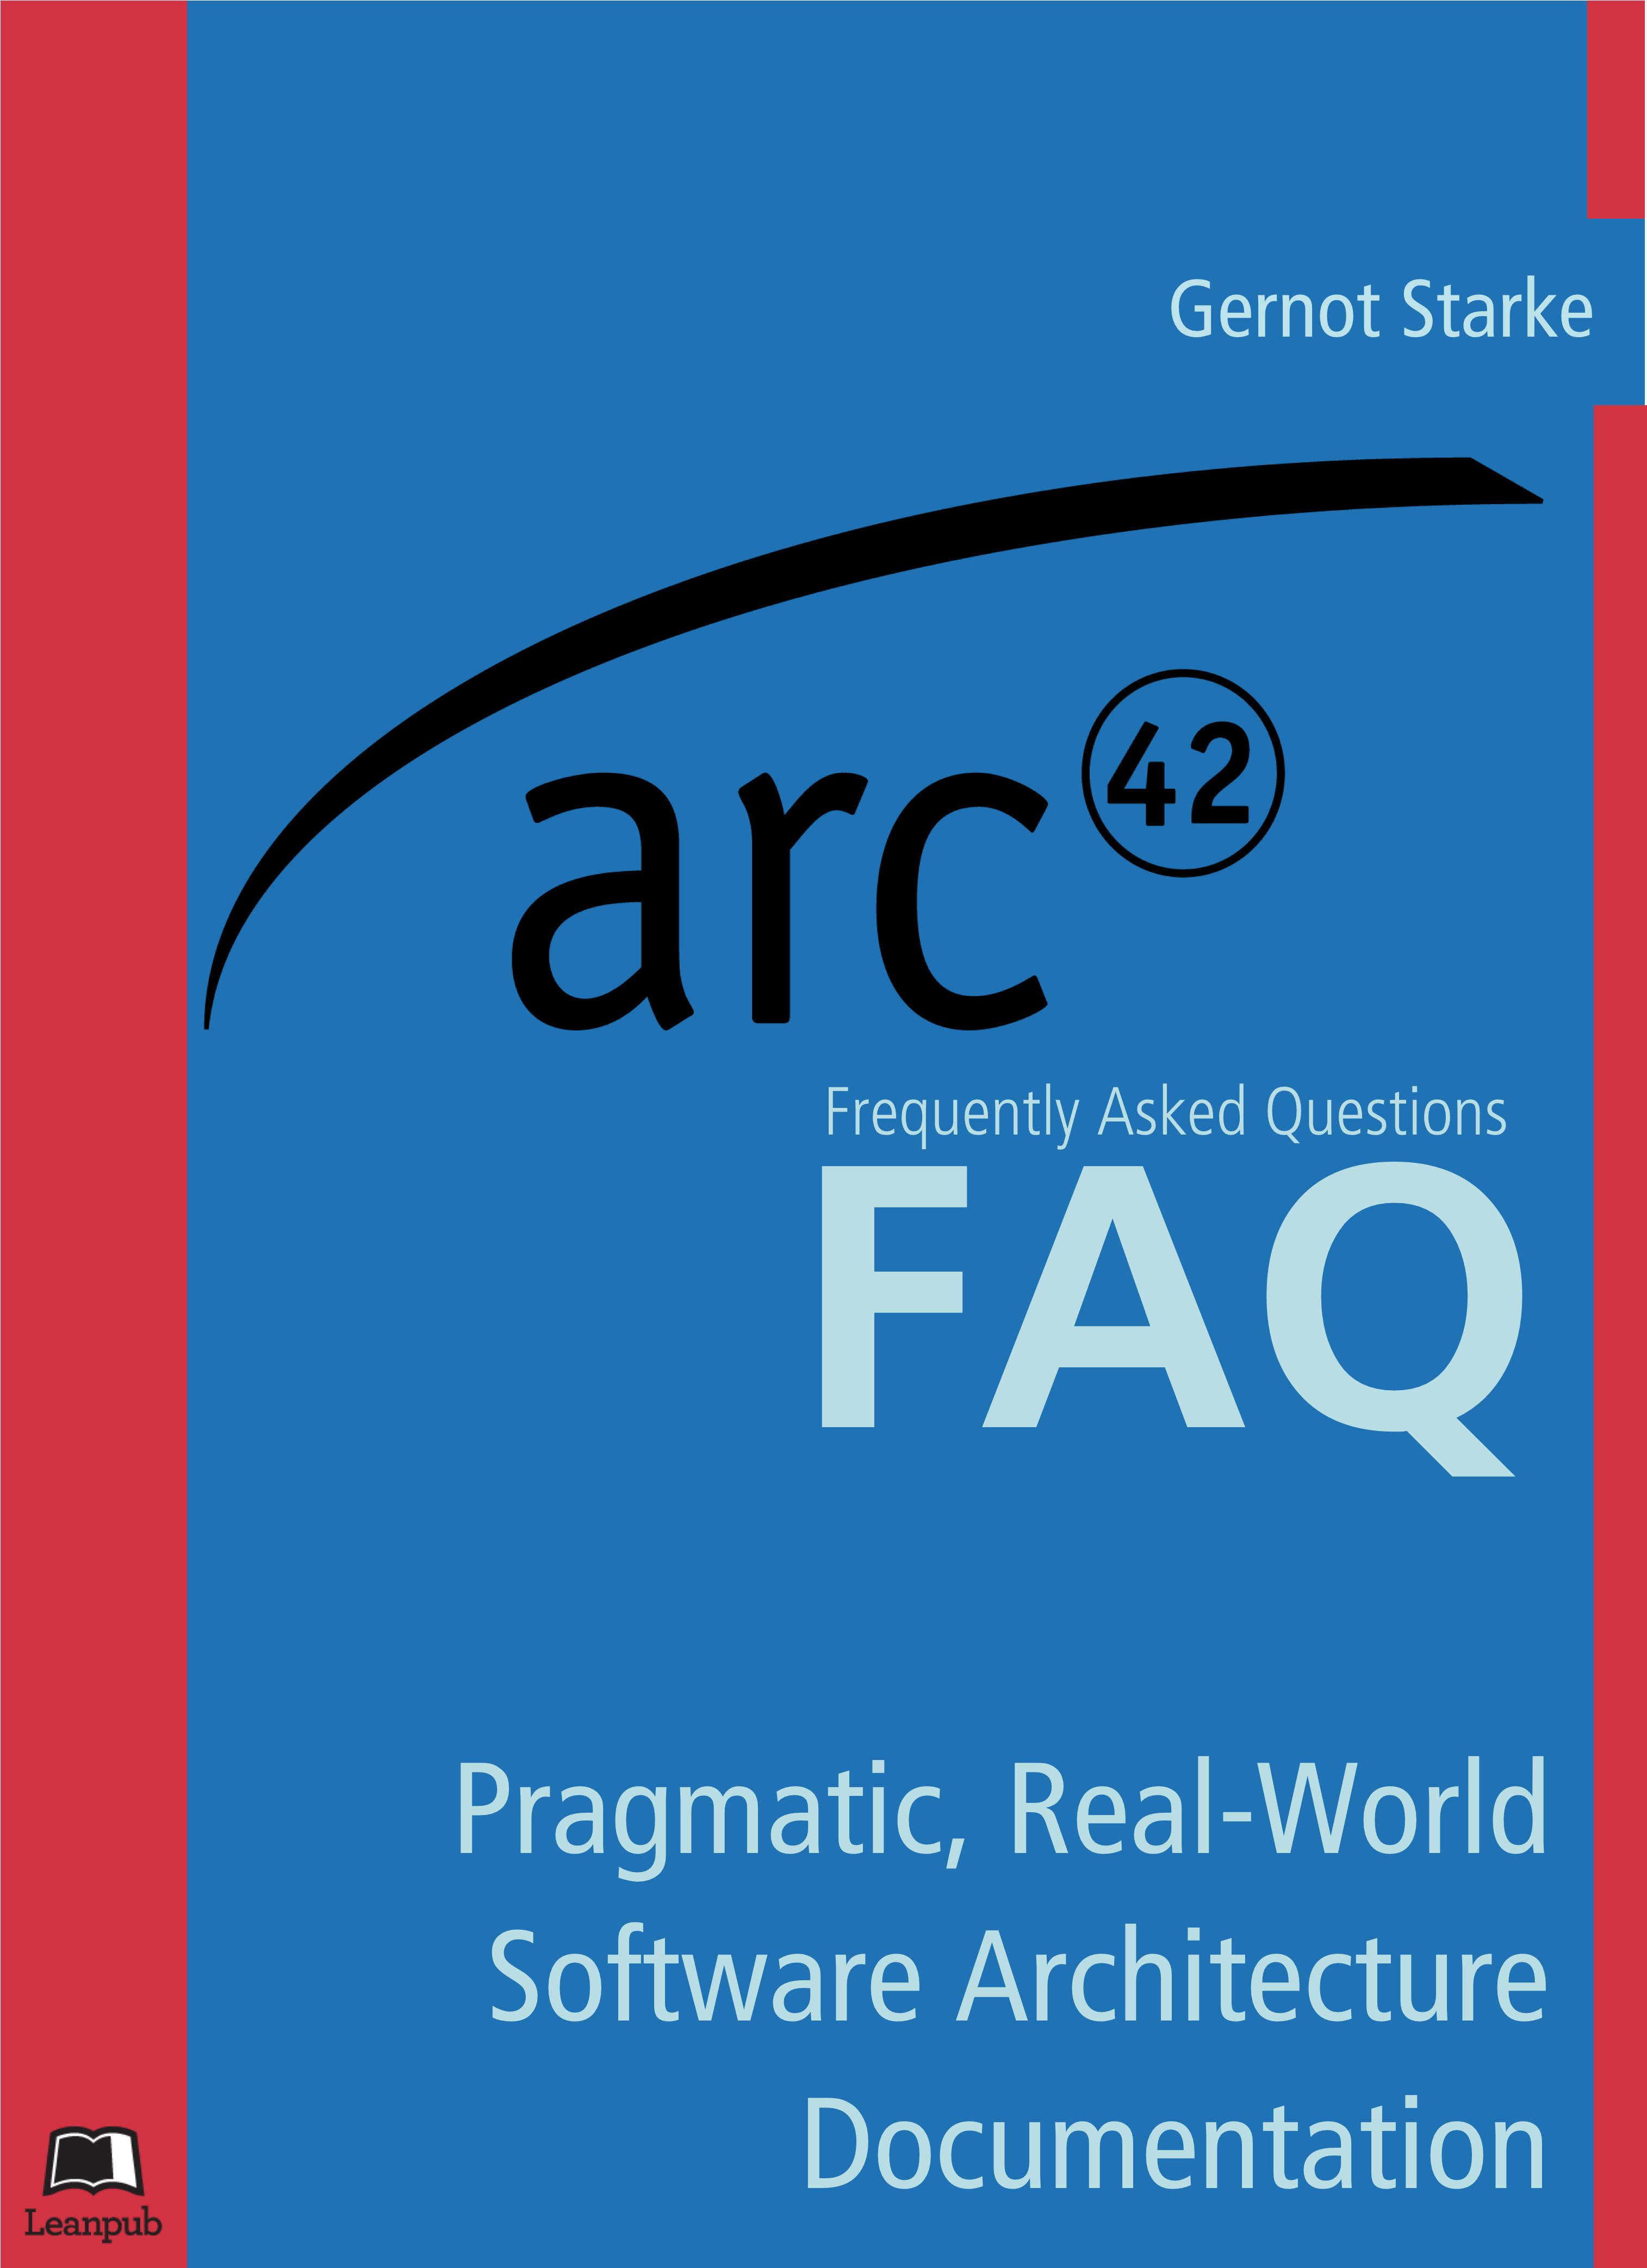 Gernot Starke
arc 42
Frequently Asked Questions
FAQ
Pragmatic, Real-World
Software Architecture
Documentation
Leanpub